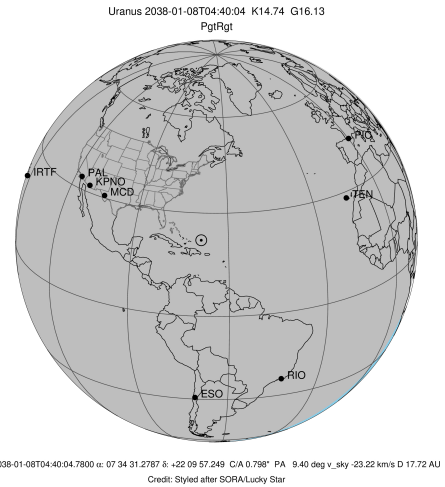 Uranus 2038-01-08T04:40:04 K14.74 G16.13
PgtRgt
PIC
IRTF
PAL
KPNO
MCD
TEN
RIO
ESO
038-01-08T04:40:04.7800 α: 07 34 31.2787 δ: +22 09 57.249 C/A 0.798" PA 9.40 deg v_sky -23.22 km/s D 17.72 AU
Credit: Styled after SORA/Lucky Star